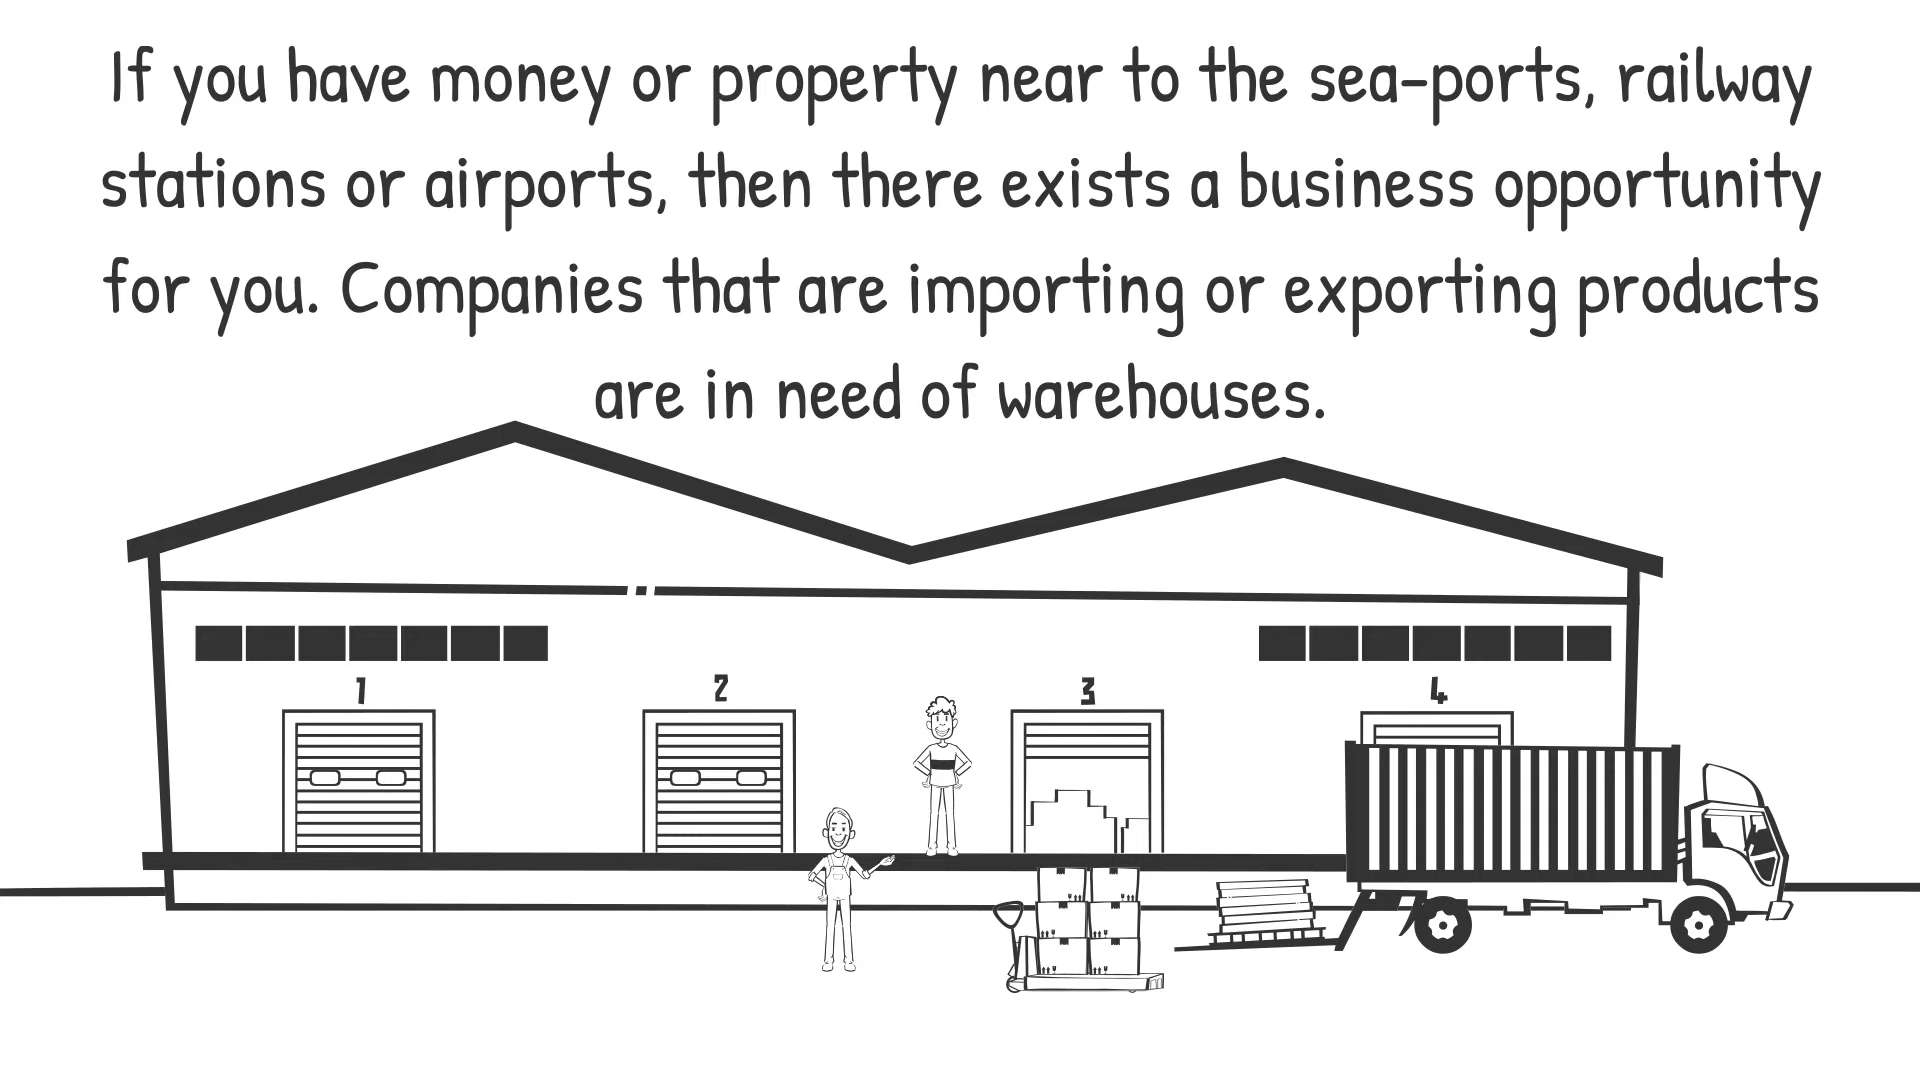 If you have money or property near to the sea-ports, railway
stations or airports, then there exists a business opportunity
for you. Companies that are importing or exporting products
are in need of warehouses.
1 2 3 4